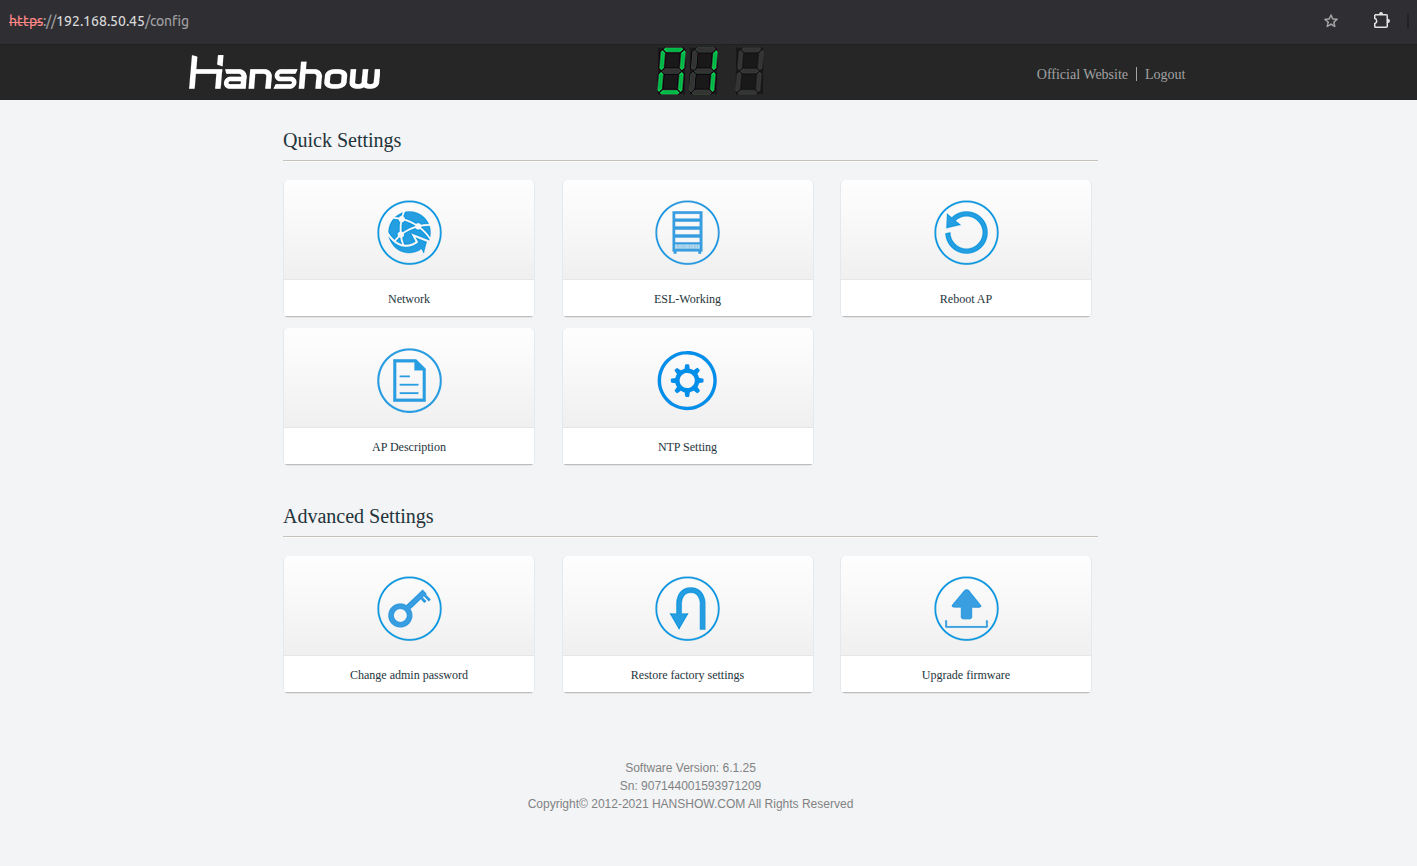 https://192.168.50.45/config
Hanshow
01
Official Website | Logout
Quick Settings
Network
ESL-Working
Reboot AP
AP Description
NTP Setting
Advanced Settings
Change admin password
Restore factory settings
Upgrade firmware
Software Version: 6.1.25
Sn: 907144001593971209
Copyright© 2012-2021 HANSHOW.COM All Rights Reserved